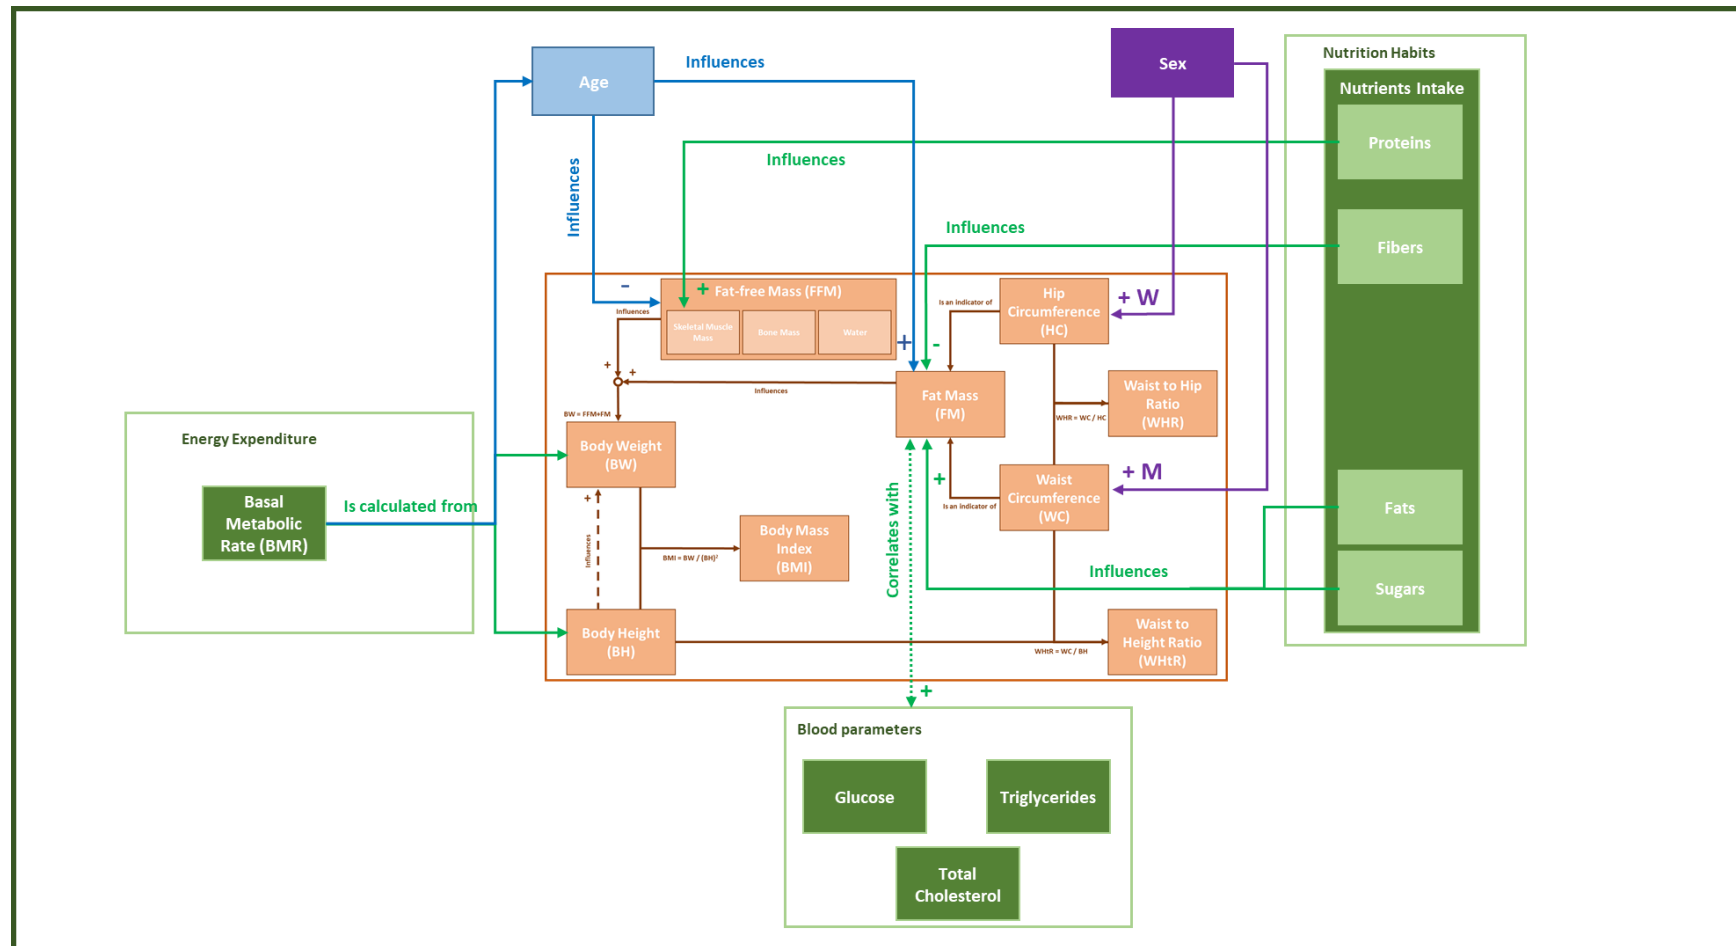 Age
Influences
Sex
Nutrition Habits
Nutrients Intake
Proteins
Fibers
Fats
Sugars
Influences
Influences
Influences
Influences
-
+
Fat-free Mass (FFM)
Skeletal Muscle
Mass
Bone Mass
Water
+
-
Influences
+
+
Influences
BW = FFM+FM
Is an indicator of
Hip
Circumference
(HC)
+ W
Fat Mass
(FM)
Waist to Hip
Ratio
(WHR)
WHR = WC / HC
Energy Expenditure
Basal
Metabolic
Rate (BMR)
Is calculated from
Body Weight
(BW)
+
Influences
Body Mass
Index
(BMI)
BMI = BW / (BH)²
Body Height
(BH)
Correlates with
+
Is an indicator of
Waist
Circumference
(WC)
+ M
WHtR = WC / BH
Waist to
Height Ratio
(WHtR)
+
Blood parameters
Glucose
Triglycerides
Total
Cholesterol